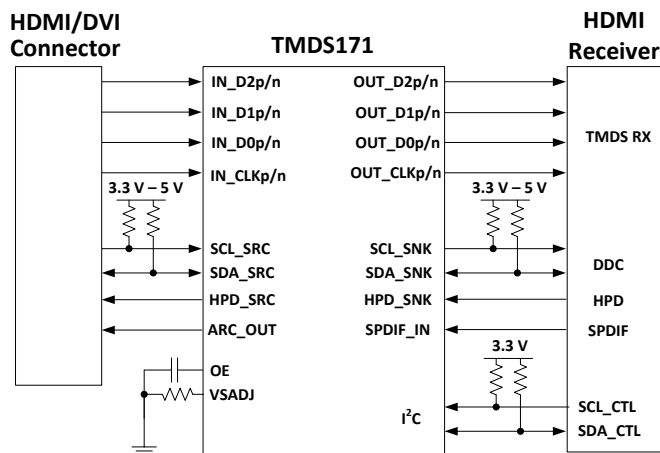 HDMI/DVI
Connector
TMDS171
HDMI
Receiver
IN_D2p/n
OUT_D2p/n
IN_D1p/n
OUT_D1p/n
IN_D0p/n
OUT_D0p/n
TMDS RX
IN_CLKp/n
OUT_CLKp/n
3.3 V – 5 V
3.3 V – 5 V
SCL_SRC
SCL_SNK
SDA_SRC
SDA_SNK
DDC
HPD_SRC
HPD_SNK
HPD
ARC_OUT
SPDIF_IN
SPDIF
3.3 V
OE
VSADJ
I²C
SCL_CTL
SDA_CTL